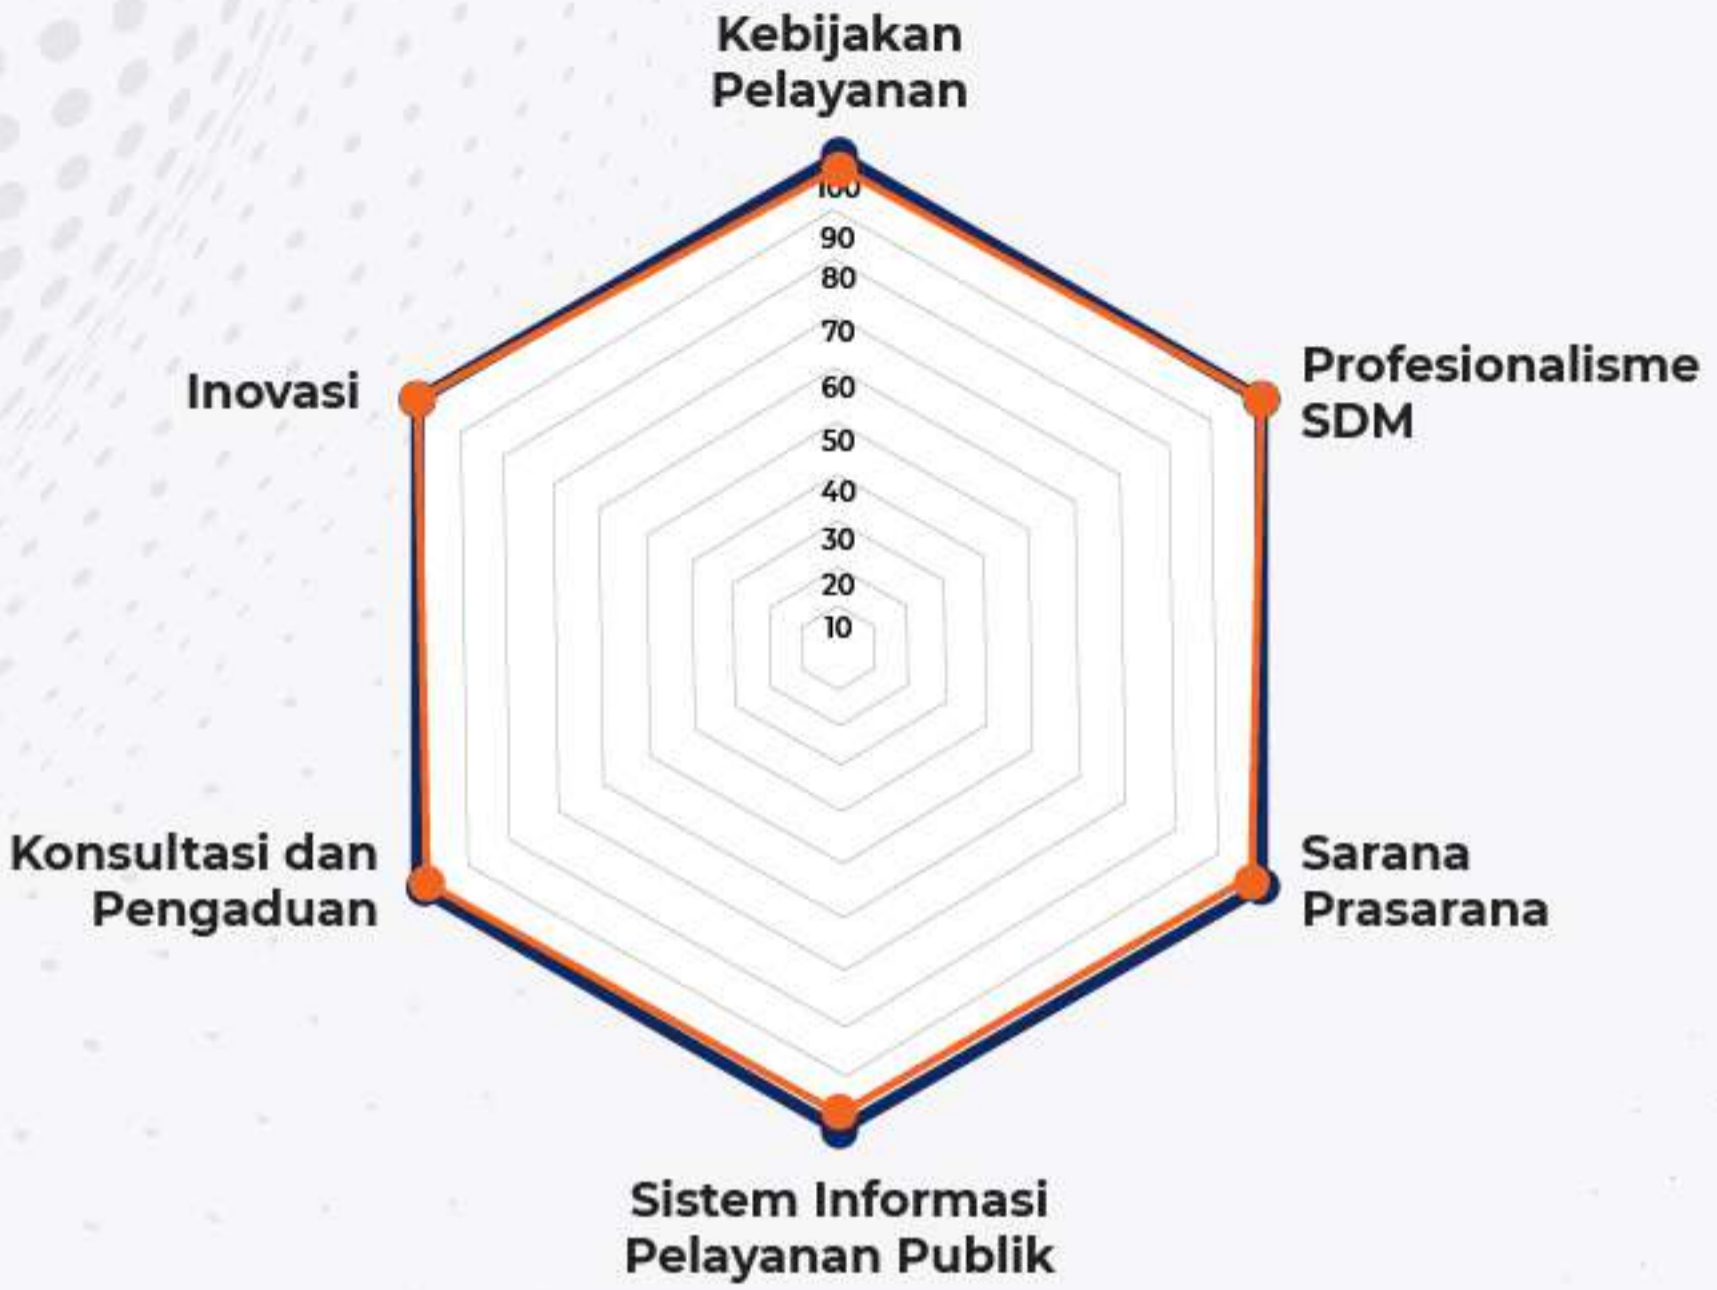 Kebijakan
Pelayanan
100
90
80
70
60
50
40
30
20
10
Profesionalisme
SDM
Sarana
Prasarana
Sistem Informasi
Pelayanan Publik
Konsultasi dan
Pengaduan
Inovasi